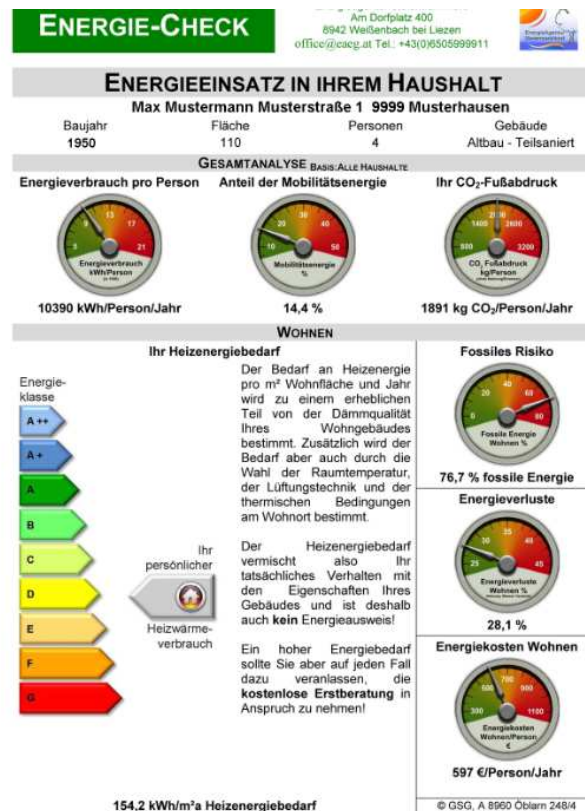 ENERGIE-CHECK
Am Dorfplatz 400
8942 Weißenbach bei Liezen
office@eaeg.at Tel.: +43(0)6505999911
ENERGIEEINSATZ IN IHREM HAUSHALT
Max Mustermann Musterstraße 1 9999 Musterhausen
Baujahr Fläche Personen Gebäude
1950 110 4 Altbau - Teilsaniert
GESAMTANALYSE BASIS:ALLE HAUSHALTE
Energieverbrauch pro Person Anteil der Mobilitätsenergie Ihr CO₂-Fußabdruck
5 9 13 17 21
Energieverbrauch
kWh/Person
10 20 30 40 50
Mobilitätsenergie
%
800 1400 2000 2600 3200
CO₂ Fußabdruck
kg/Person
10390 kWh/Person/Jahr 14,4 % 1891 kg CO₂/Person/Jahr
WOHNEN
Ihr Heizenergiebedarf
Energie-
klasse
A ++
A +
A
B
C
D
E
F
G
Ihr
persönlicher
Heizwärme-
verbrauch
Der Bedarf an Heizenergie
pro m² Wohnfläche und Jahr
wird zu einem erheblichen
Teil von der Dämmqualität
Ihres Wohngebäudes
bestimmt. Zusätzlich wird der
Bedarf aber auch durch die
Wahl der Raumtemperatur,
der Lüftungstechnik und der
thermischen Bedingungen
am Wohnort bestimmt.
Der Heizenergiebedarf
vermischt also Ihr
tatsächliches Verhalten mit
den Eigenschaften Ihres
Gebäudes und ist deshalb
auch kein Energieausweis!
Ein hoher Energiebedarf
sollte Sie aber auf jeden Fall
dazu veranlassen, die
kostenlose Erstberatung in
Anspruch zu nehmen!
154,2 kWh/m²a Heizenergiebedarf
Fossiles Risiko
0 20 40 60 80
Fossile Energie
Wohnen %
76,7 % fossile Energie
Energieverluste
25 30 35 40 45
Energieverluste
Wohnen %
28,1 %
Energiekosten Wohnen
300 500 700 900 1100
Energiekosten
Wohnen/Person
€
597 €/Person/Jahr
© GSG, A 8960 Öblarn 248/4